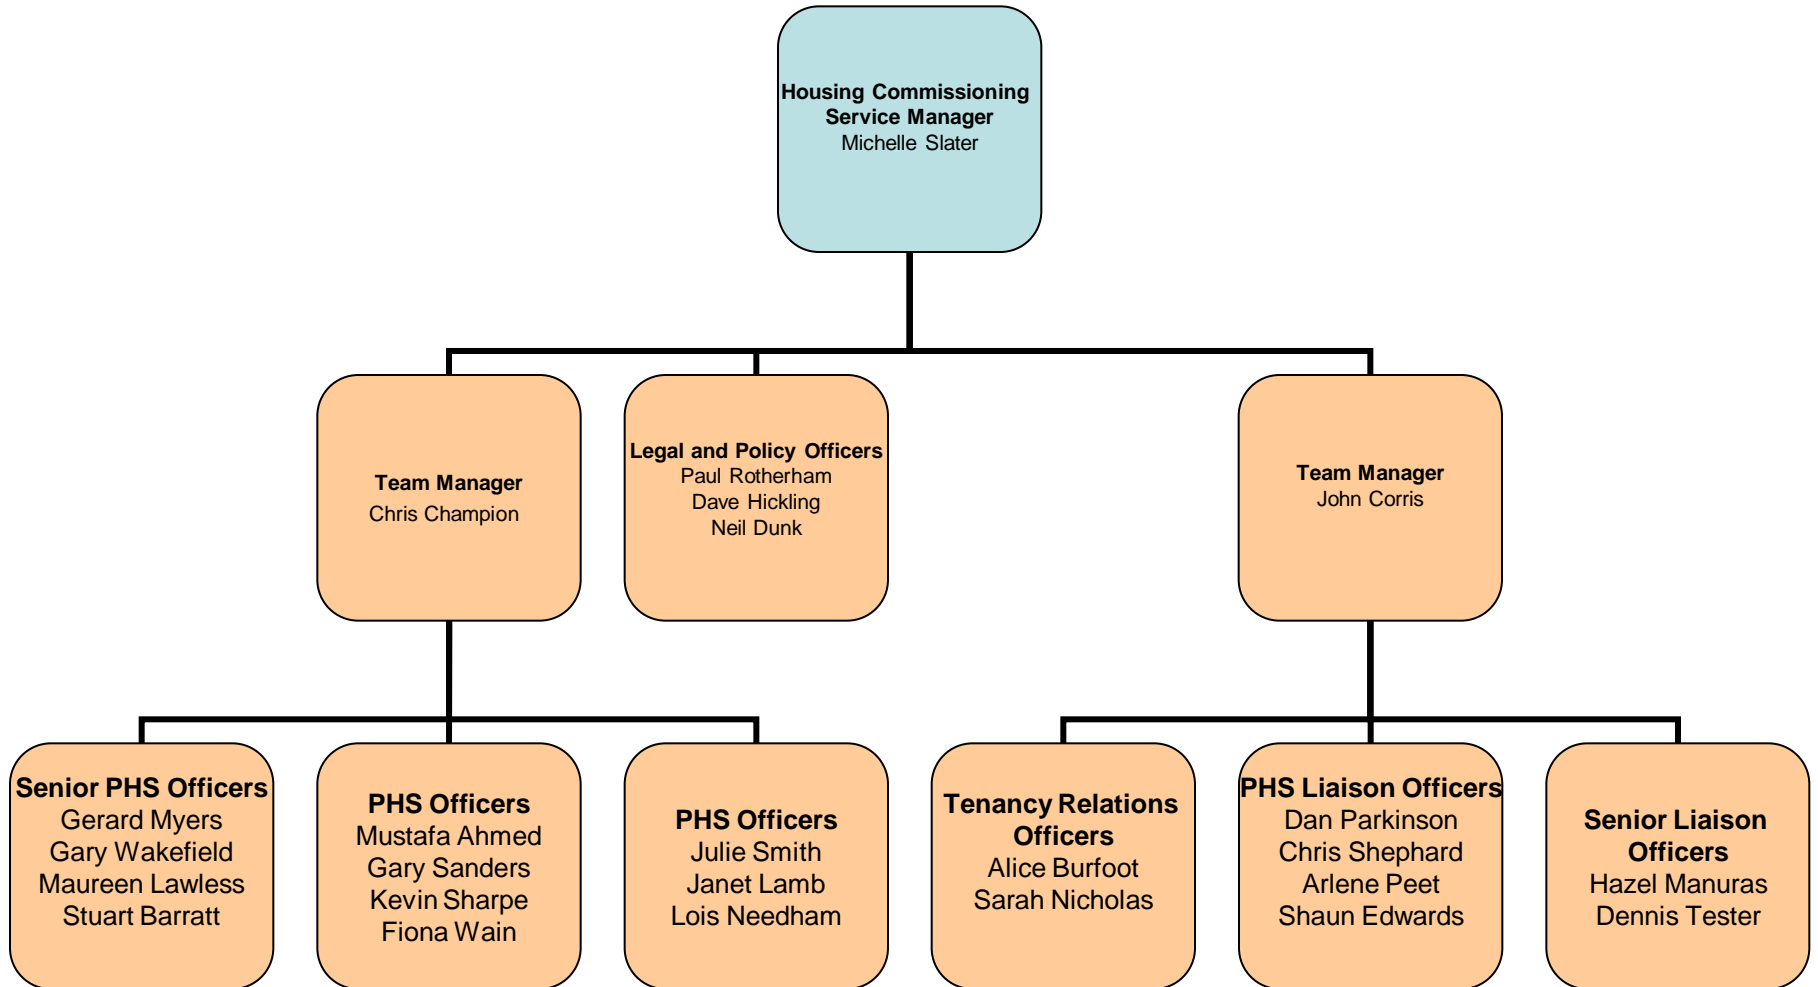 Housing Commissioning
Service Manager
Michelle Slater
Team Manager
Chris Champion
Legal and Policy Officers
Paul Rotherham
Dave Hickling
Neil Dunk
Team Manager
John Corris
Senior PHS Officers
Gerard Myers
Gary Wakefield
Maureen Lawless
Stuart Barratt
PHS Officers
Mustafa Ahmed
Gary Sanders
Kevin Sharpe
Fiona Wain
PHS Officers
Julie Smith
Janet Lamb
Lois Needham
Tenancy Relations
Officers
Alice Burfoot
Sarah Nicholas
PHS Liaison Officers
Dan Parkinson
Chris Shephard
Arlene Peet
Shaun Edwards
Senior Liaison
Officers
Hazel Manuras
Dennis Tester